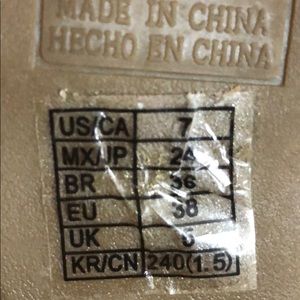 MADE IN CHINA
HECHO EN CHINA
US/CA 7
MX/JP 24
BR 36
EU 38
UK 5
KR/CN 240(1.5)